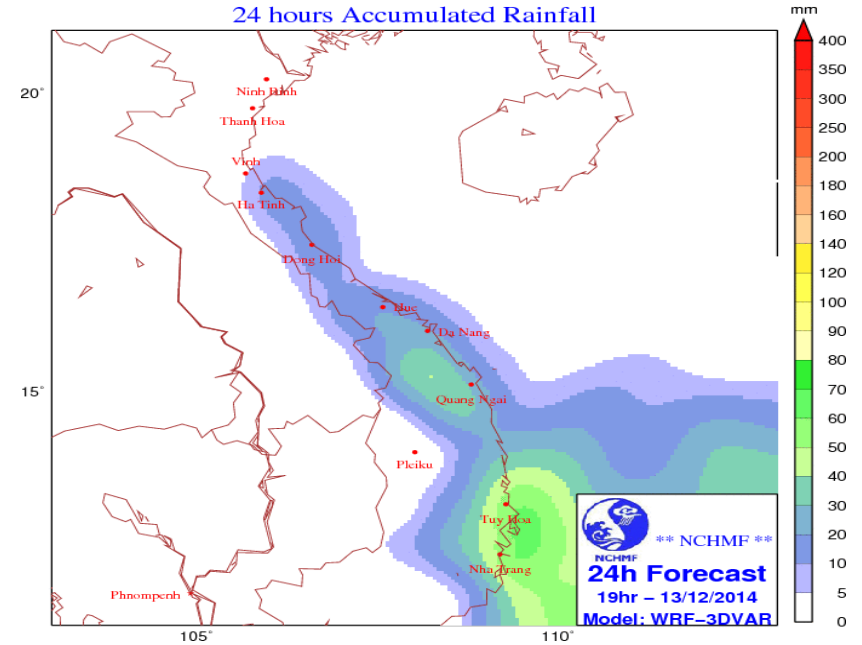 24 hours Accumulated Rainfall
mm
400
350
300
250
200
180
160
140
120
100
80
70
60
50
40
30
20
10
5
0
20°
15°
105°
110°
Ninh Binh
Thanh Hoa
Vinh
Ha Tinh
Dong Hoi
Hue
Da Nang
Quang Ngai
Pleiku
Tuy Hoa
Nha Trang
Phnompenh
NCHMF
** NCHMF **
24h Forecast
19hr – 13/12/2014
Model: WRF–3DVAR